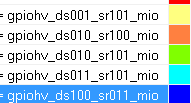 = gpiohv_ds001_sr101_mio
= gpiohv_ds010_sr100_mio
= gpiohv_ds010_sr101_mio
= gpiohv_ds011_sr101_mio
= gpiohv_ds100_sr011_mio